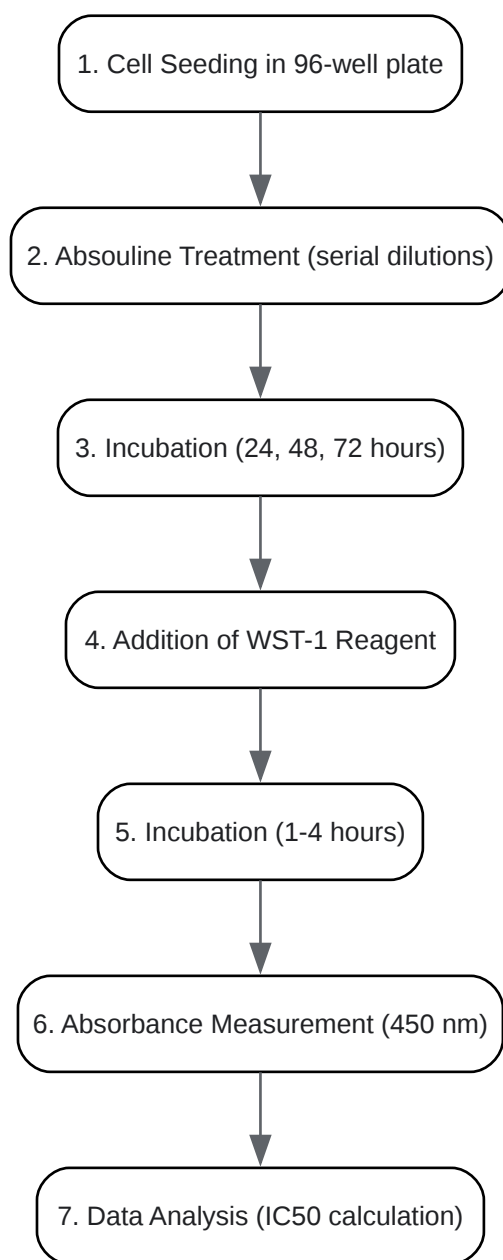 1. Cell Seeding in 96-well plate
2. Absouline Treatment (serial dilutions)
3. Incubation (24, 48, 72 hours)
4. Addition of WST-1 Reagent
5. Incubation (1-4 hours)
6. Absorbance Measurement (450 nm)
7. Data Analysis (IC50 calculation)